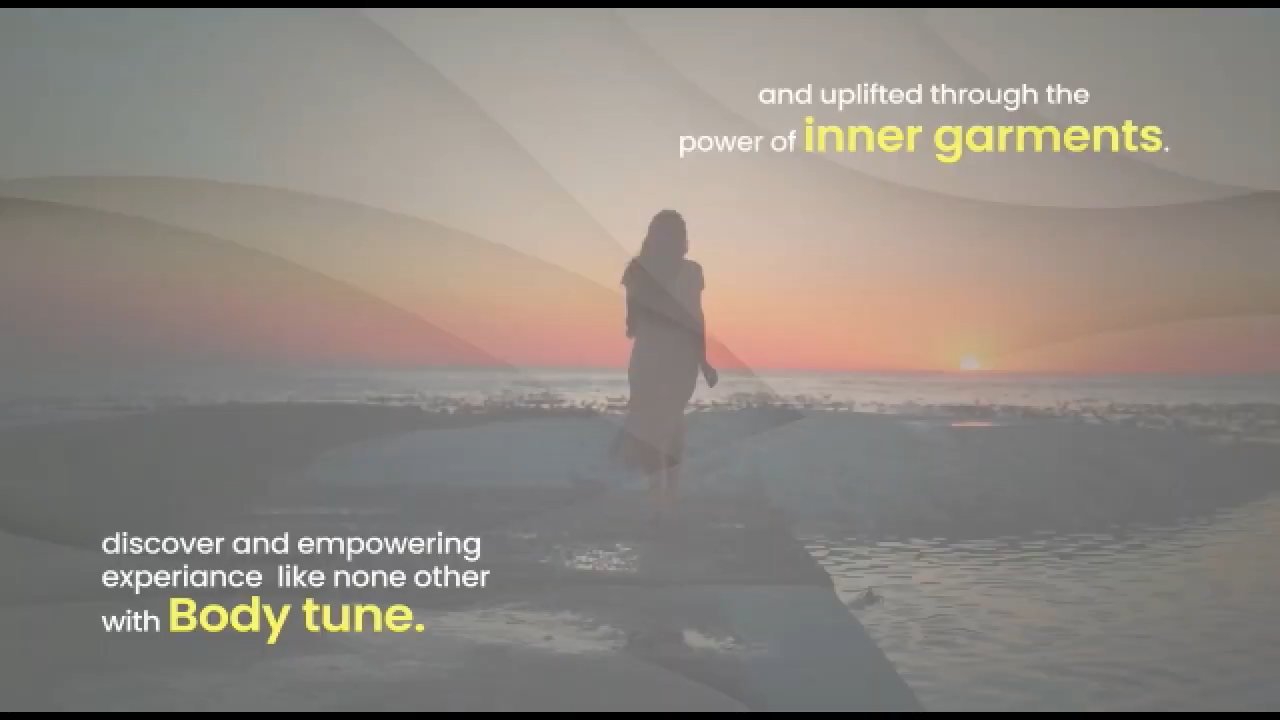 and uplifted through the
power of inner garments.
discover and empowering
experiance like none other
with Body tune.